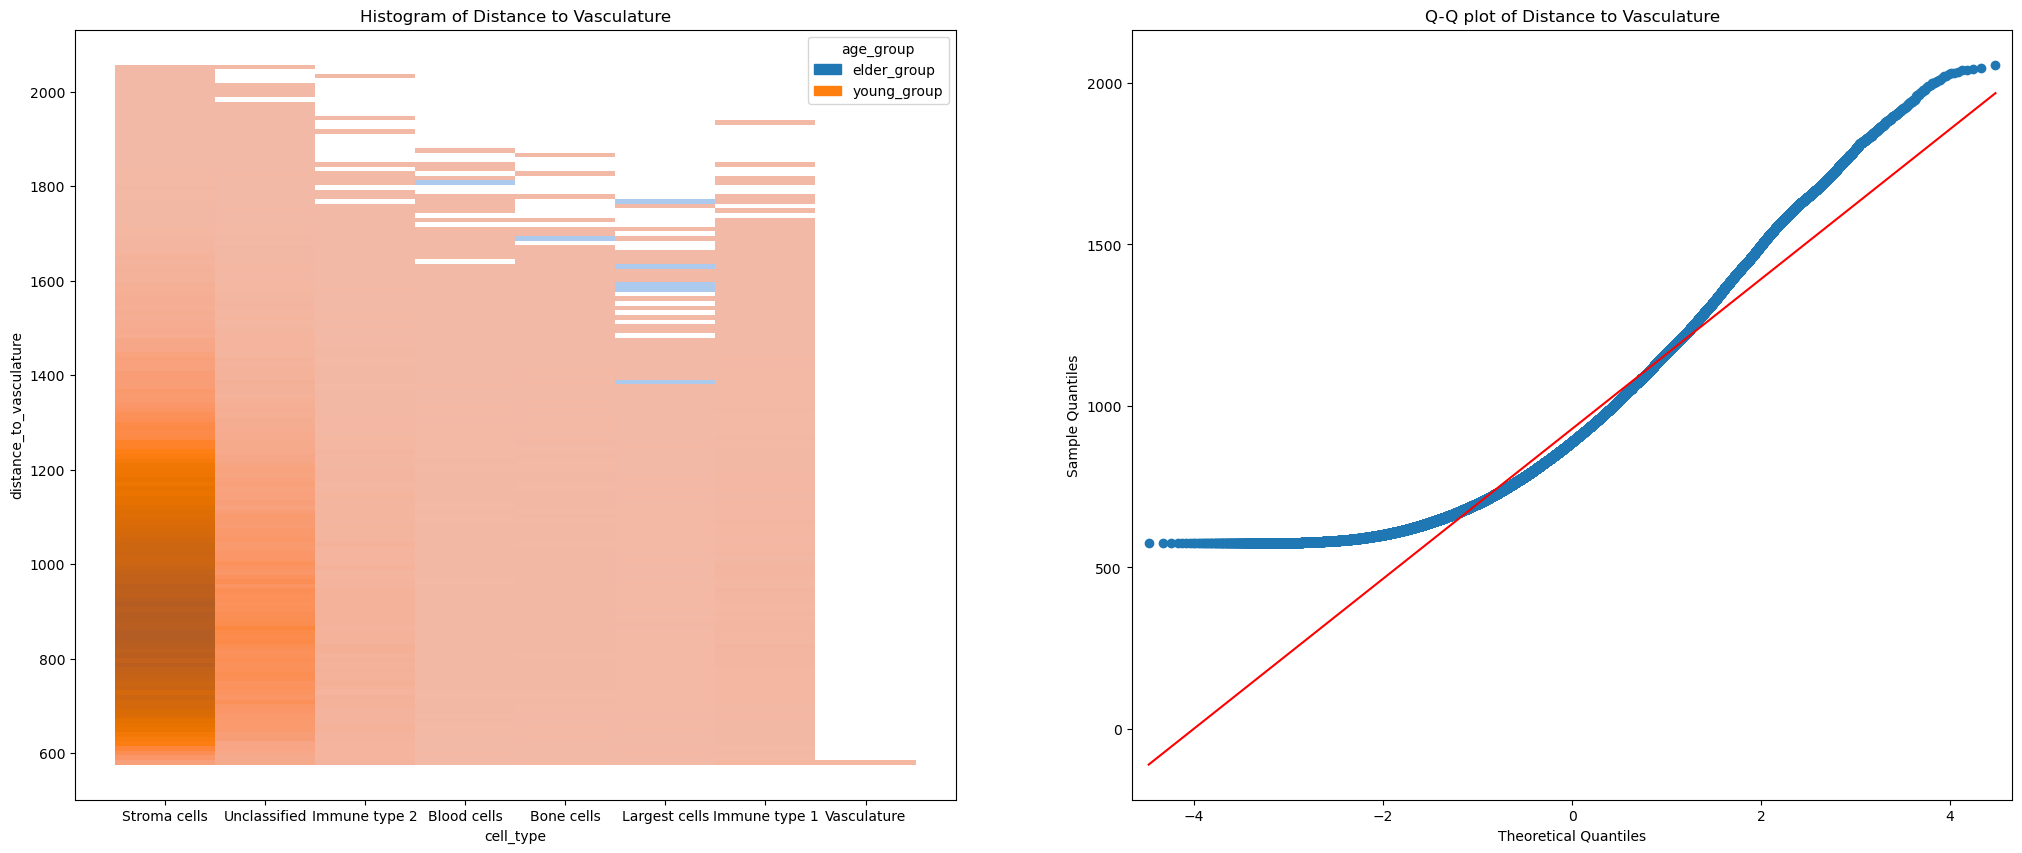 Histogram of Distance to Vasculature
age_group
elder_group
young_group
distance_to_vasculature
2000
1800
1600
1400
1200
1000
800
600
Stroma cells Unclassified Immune type 2 Blood cells Bone cells Largest cells Immune type 1 Vasculature
cell_type
Q-Q plot of Distance to Vasculature
Sample Quantiles
2000
1500
1000
500
0
−4 −2 0 2 4
Theoretical Quantiles